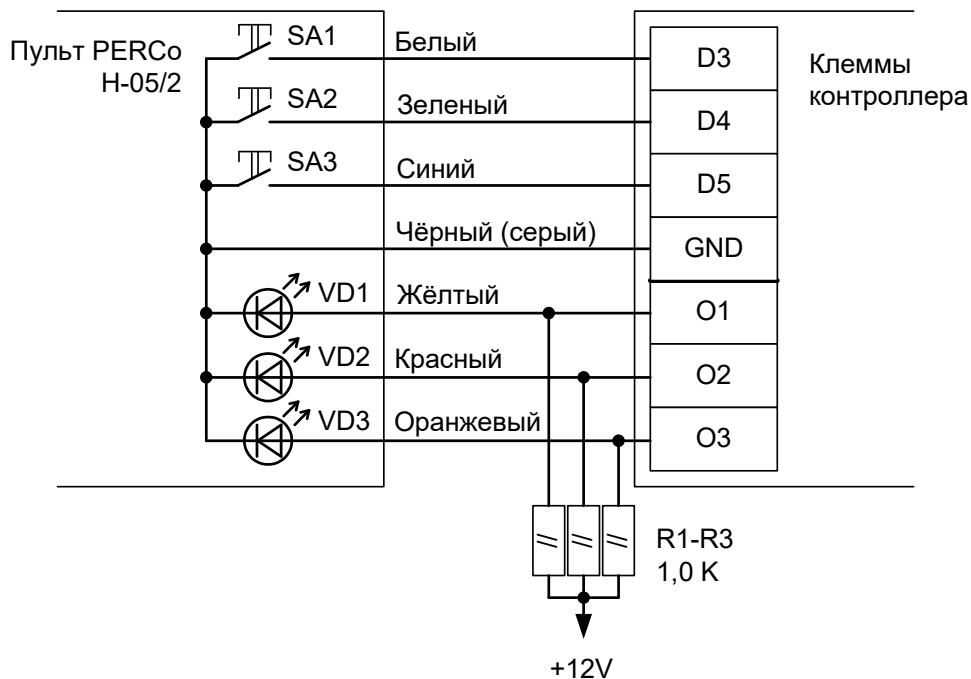 Пульт PERCo
H-05/2
SA1
Белый
D3
Клеммы
контроллера
SA2
Зеленый
D4
SA3
Синий
D5
Чёрный (серый)
GND
VD1
Жёлтый
O1
VD2
Красный
O2
VD3
Оранжевый
O3
R1-R3
1,0 K
+12V